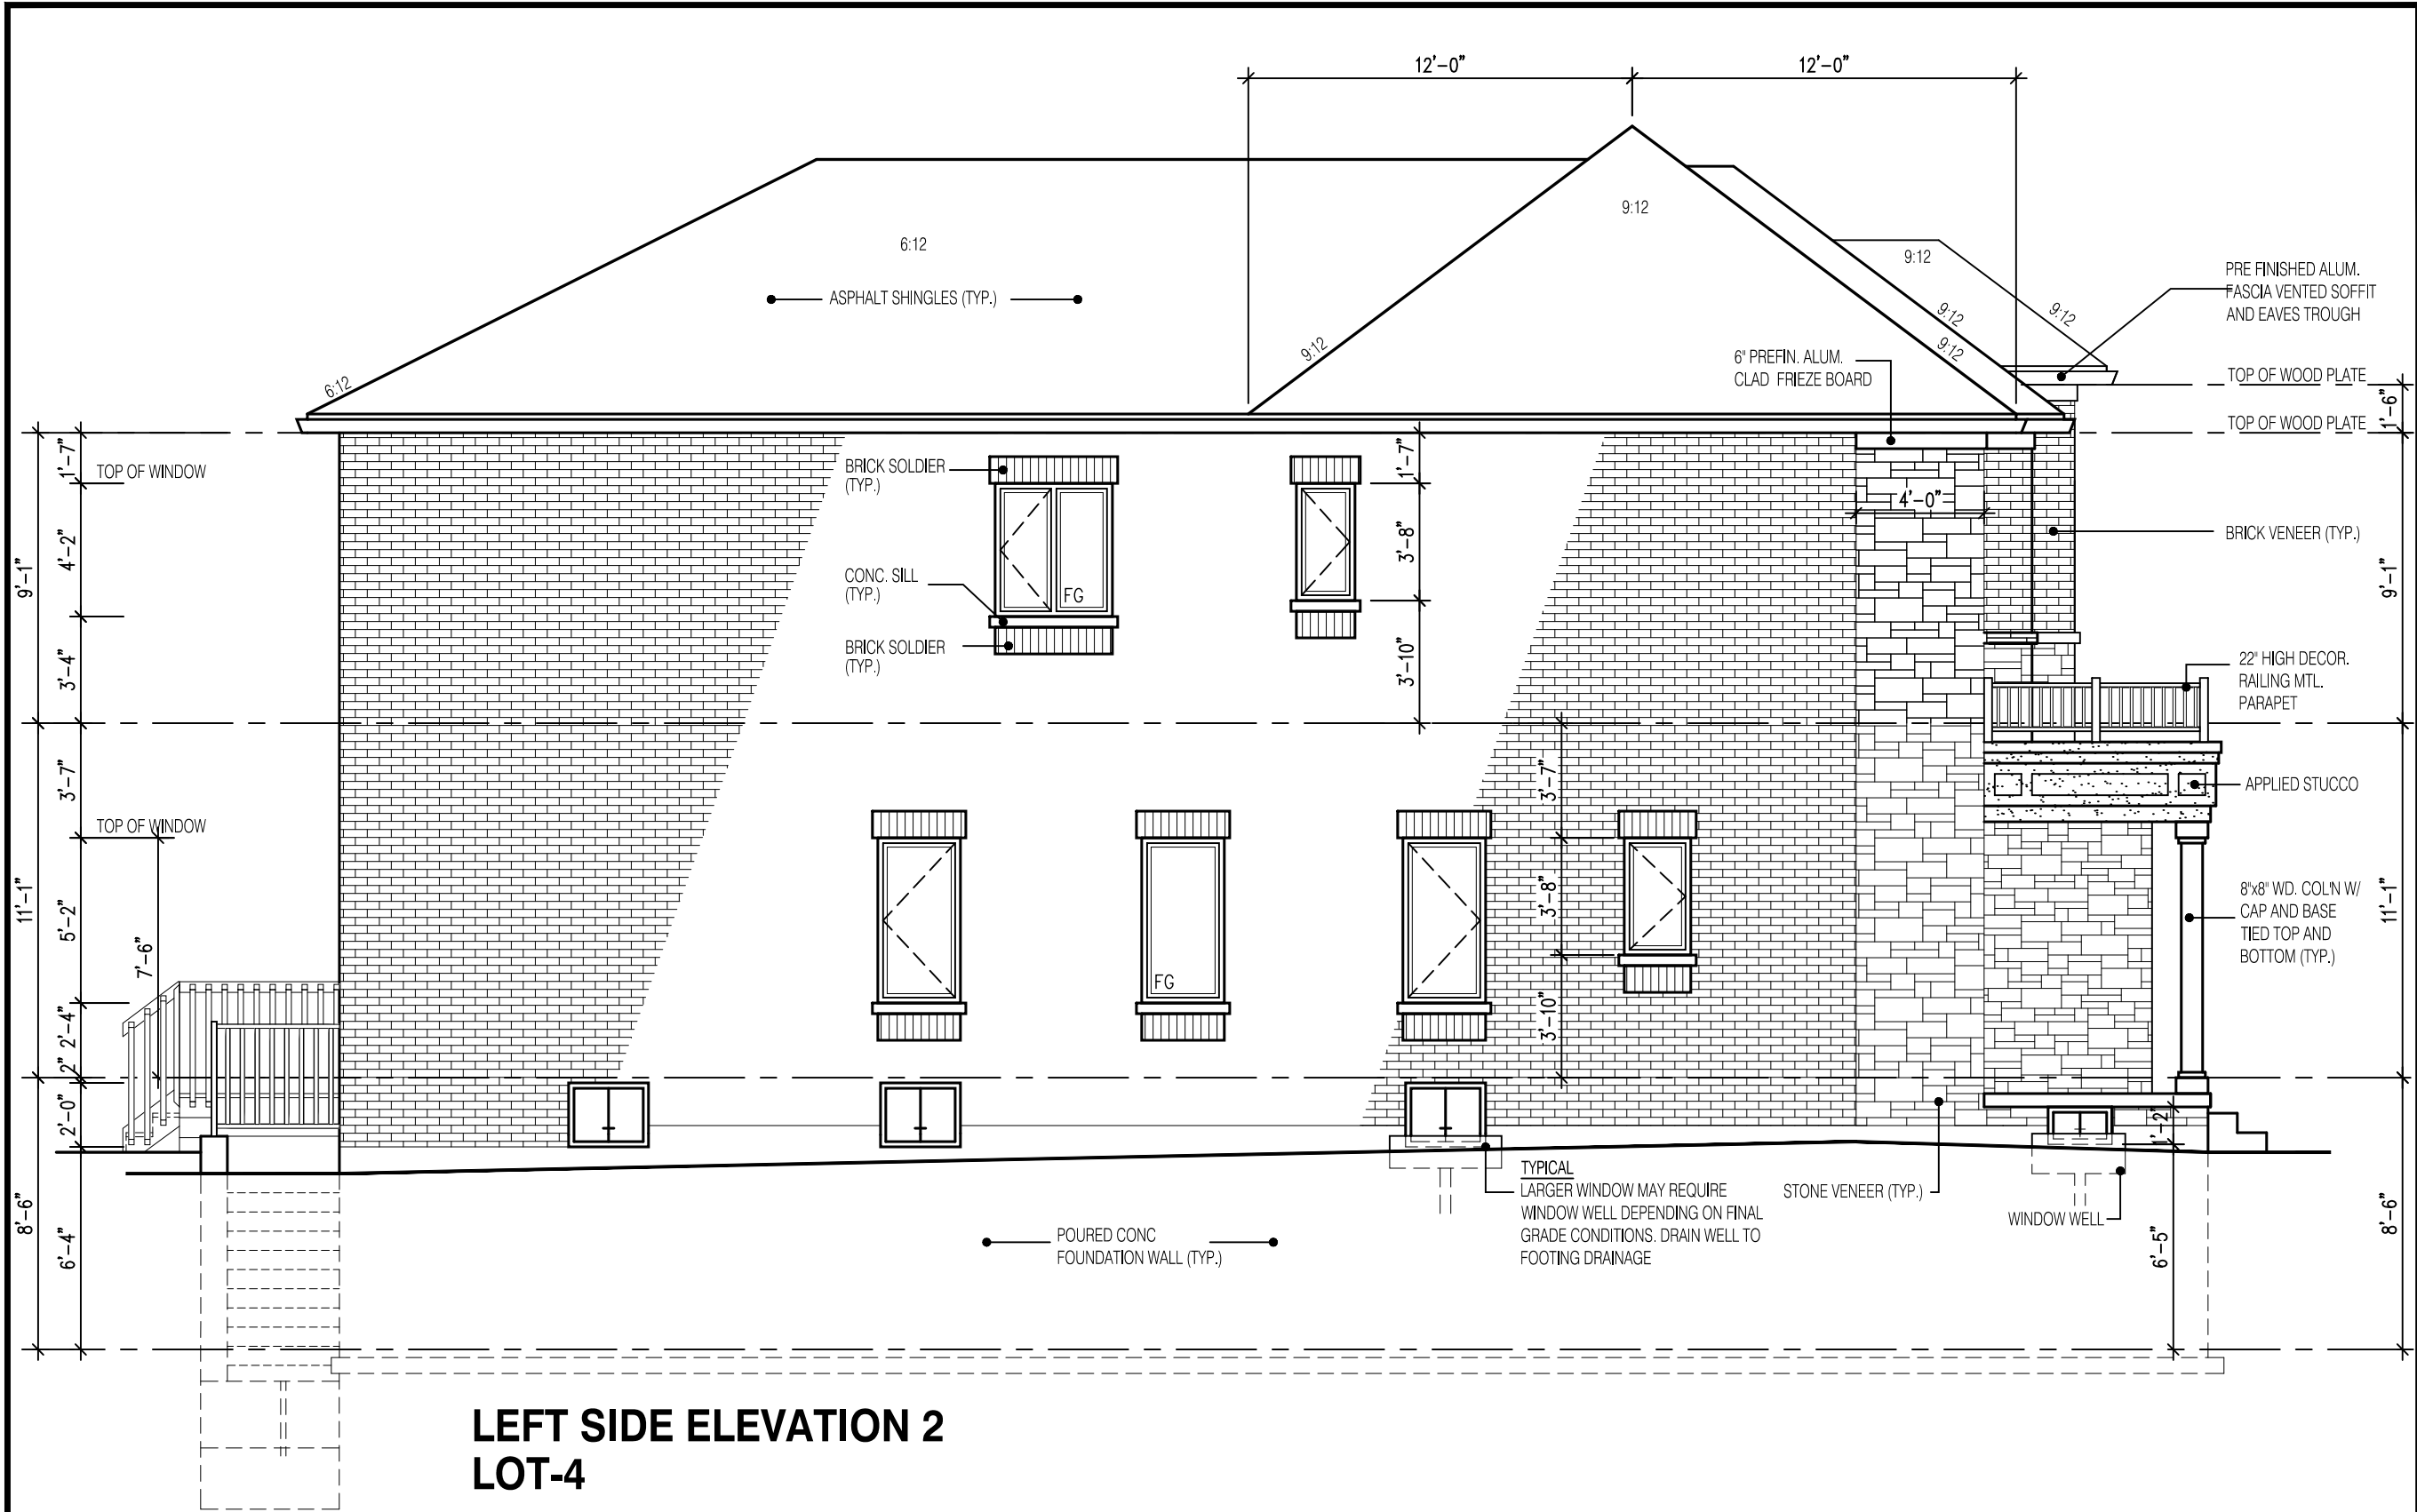 12'-0" 12'-0"
9:12
6:12
9:12
ASPHALT SHINGLES (TYP.)
PRE FINISHED ALUM.
FASCIA VENTED SOFFIT
AND EAVES TROUGH
9:12
9:12
9:12
9:12
6:12
6" PREFIN. ALUM.
CLAD FRIEZE BOARD
TOP OF WOOD PLATE
1'-6"
TOP OF WOOD PLATE
TOP OF WINDOW
1'-7"
4'-2"
3'-4"
9'-1"
BRICK SOLDIER
(TYP.)
CONC. SILL
(TYP.)
BRICK SOLDIER
(TYP.)
FG
1'-7"
3'-8"
3'-10"
4'-0"
BRICK VENEER (TYP.)
9'-1"
22" HIGH DECOR.
RAILING MTL.
PARAPET
APPLIED STUCCO
TOP OF WINDOW
3'-7"
5'-2"
2'-4"
2"
2'-0"
7'-6"
11'-1"
FG
3'-7"
3'-8"
3'-10"
8"x8" WD. COL'N W/
CAP AND BASE
TIED TOP AND
BOTTOM (TYP.)
11'-1"
1'-2"
TYPICAL
LARGER WINDOW MAY REQUIRE
WINDOW WELL DEPENDING ON FINAL
GRADE CONDITIONS. DRAIN WELL TO
FOOTING DRAINAGE
STONE VENEER (TYP.)
WINDOW WELL
POURED CONC
FOUNDATION WALL (TYP.)
8'-6"
6'-4"
6'-5"
8'-6"
LEFT SIDE ELEVATION 2
LOT-4